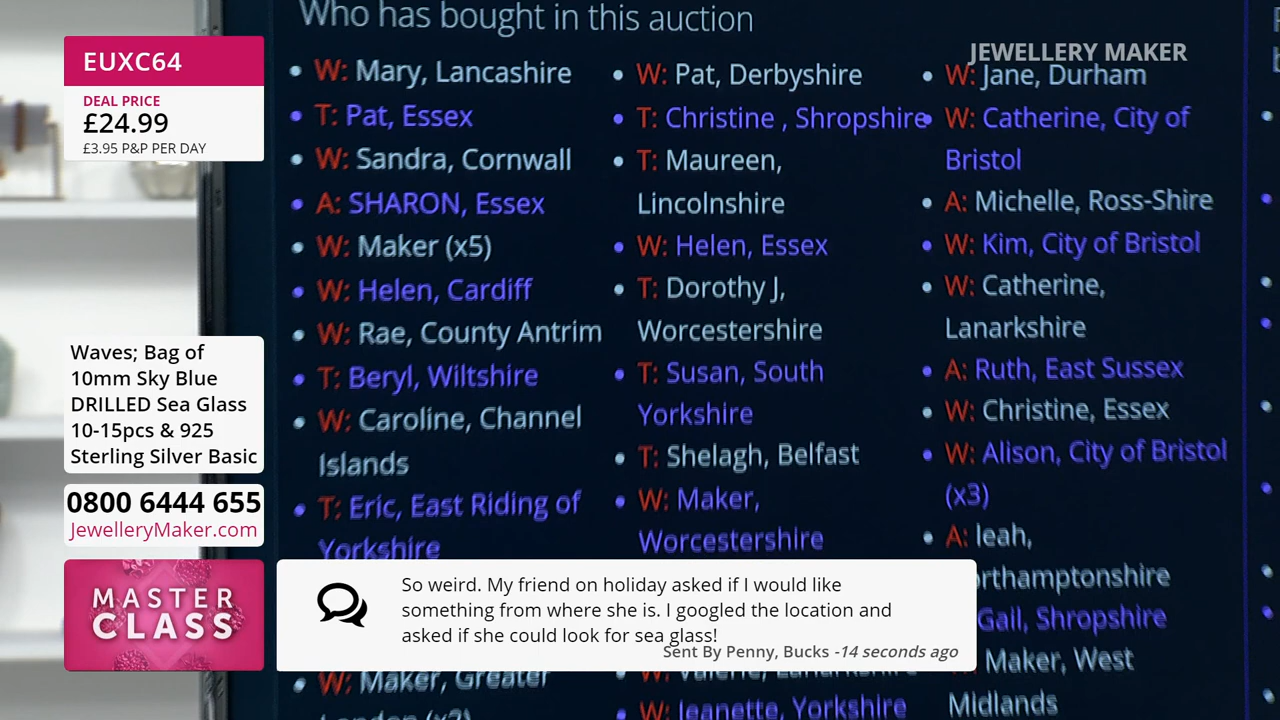 Who has bought in this auction
JEWELLERY MAKER
EUXC64
DEAL PRICE
£24.99
£3.95 P&P PER DAY
Waves; Bag of
10mm Sky Blue
DRILLED Sea Glass
10-15pcs & 925
Sterling Silver Basic
0800 6444 655
JewelleryMaker.com
MASTER
CLASS
• W: Mary, Lancashire
• T: Pat, Essex
• W: Sandra, Cornwall
• A: SHARON, Essex
• W: Maker (x5)
• W: Helen, Cardiff
• W: Rae, County Antrim
• T: Beryl, Wiltshire
• W: Caroline, Channel
Islands
• T: Eric, East Riding of
Yorkshire
• W: Maker, Greater
London (x2)
• W: Pat, Derbyshire
• T: Christine , Shropshire
• T: Maureen,
Lincolnshire
• W: Helen, Essex
• T: Dorothy J,
Worcestershire
• T: Susan, South
Yorkshire
• T: Shelagh, Belfast
• W: Maker,
Worcestershire
• W: Valerie, Lanarkshire
• W: Jeanette, Yorkshire
• W: Jane, Durham
• W: Catherine, City of
Bristol
• A: Michelle, Ross-Shire
• W: Kim, City of Bristol
• W: Catherine,
Lanarkshire
• A: Ruth, East Sussex
• W: Christine, Essex
• W: Alison, City of Bristol
(x3)
• A: leah,
rthamptonshire
Gail, Shropshire
Maker, West
Midlands
So weird. My friend on holiday asked if I would like
something from where she is. I googled the location and
asked if she could look for sea glass!
Sent By Penny, Bucks -14 seconds ago